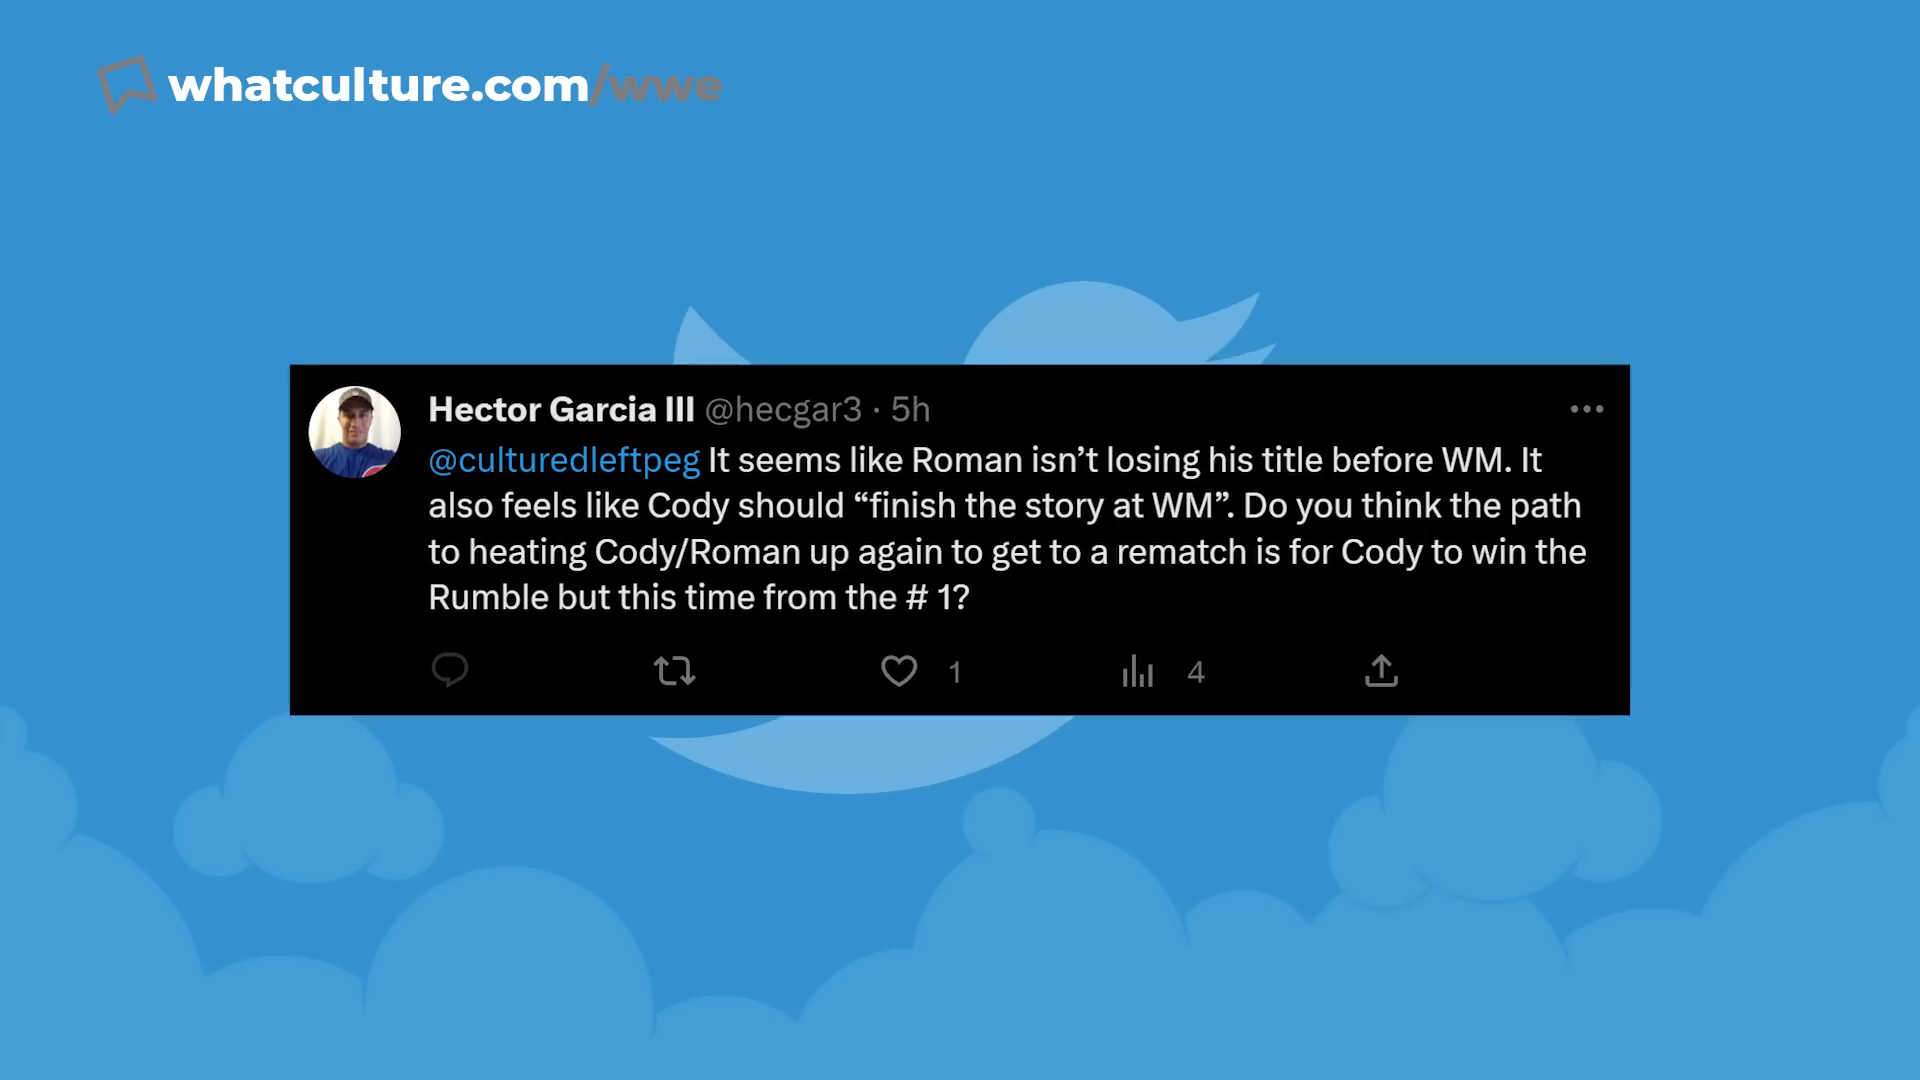 whatculture.com/wwe
Hector Garcia III @hecgar3 · 5h
@culturedleftpeg It seems like Roman isn’t losing his title before WM. It
also feels like Cody should “finish the story at WM”. Do you think the path
to heating Cody/Roman up again to get to a rematch is for Cody to win the
Rumble but this time from the # 1?
1 4